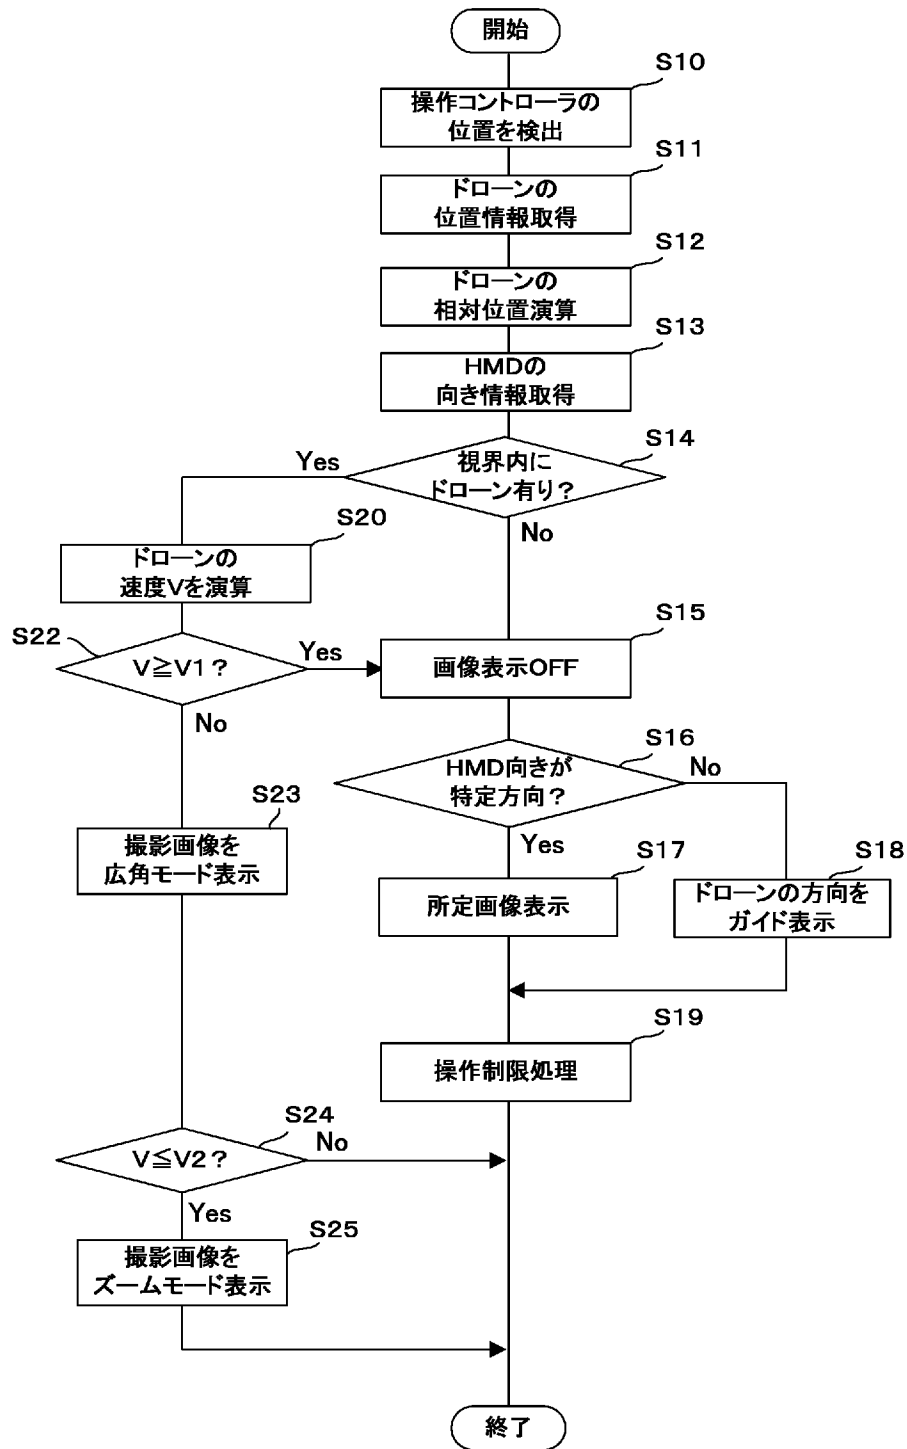 開始
S10
操作コントローラの
位置を検出
S11
ドローンの
位置情報取得
S12
ドローンの
相対位置演算
S13
HMDの
向き情報取得
S14
視界内に
ドローン有り？
Yes
No
S20
ドローンの
速度Vを演算
S22
V≧V1？
Yes
No
S15
画像表示OFF
S16
HMD向きが
特定方向？
No
Yes
S23
撮影画像を
広角モード表示
S17
所定画像表示
S18
ドローンの方向を
ガイド表示
S19
操作制限処理
S24
V≦V2？
No
Yes
S25
撮影画像を
ズームモード表示
終了